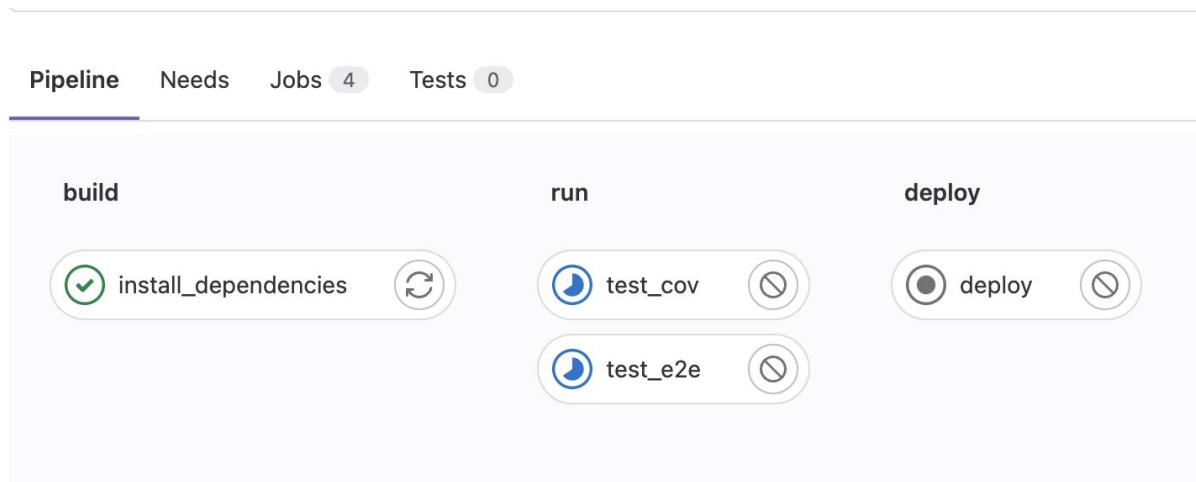 Pipeline Needs Jobs 4 Tests 0
build run deploy
install_dependencies test_cov deploy
test_e2e